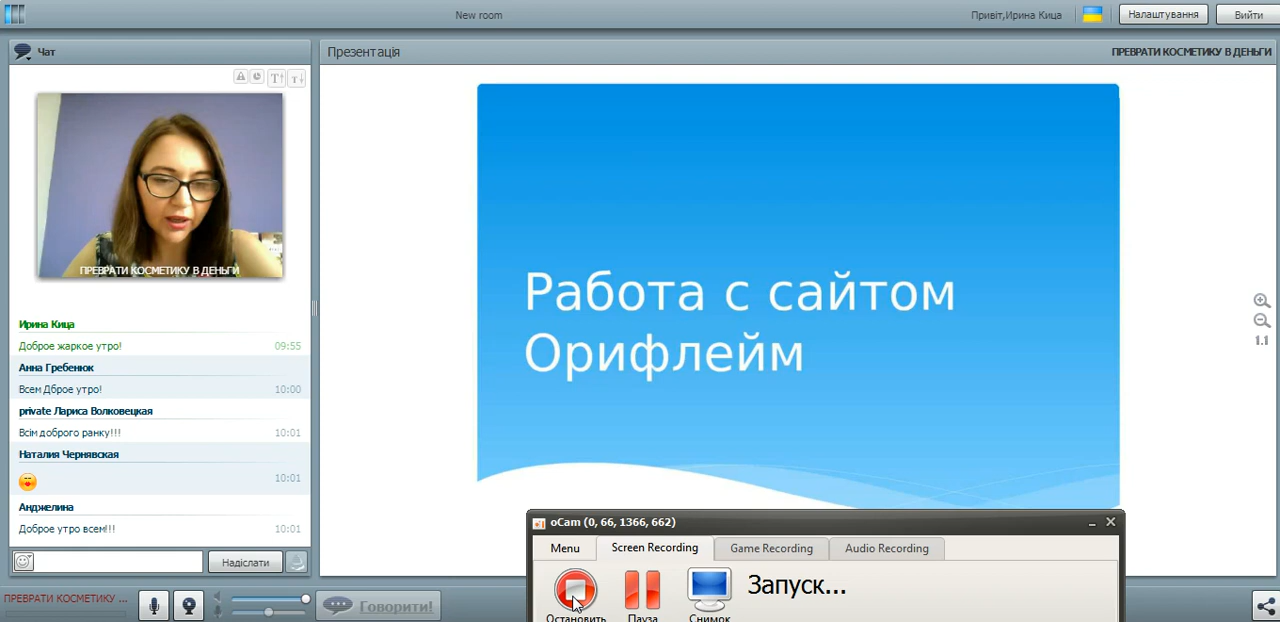 New room
Привіт,Ирина Кица
Налаштування
Вийти
Чат
Презентація
ПРЕВРАТИ КОСМЕТИКУ В ДЕНЬГИ
ПРЕВРАТИ КОСМЕТИКУ В ДЕНЬГИ
Ирина Кица
Доброе жаркое утро! 09:55
Анна Гребенюк
Всем Дброе утро! 10:00
private Лариса Волковецкая
Всім доброго ранку!!! 10:01
Наталия Чернявская
10:01
Анджелина
Доброе утро всем!!! 10:01
Надіслати
ПРЕВРАТИ КОСМЕТИКУ ...
Говорити!
Работа с сайтом
Орифлейм
1.1
oCam (0, 66, 1366, 662)
Menu
Screen Recording
Game Recording
Audio Recording
Запуск...
Остановить
Пауза
Снимок